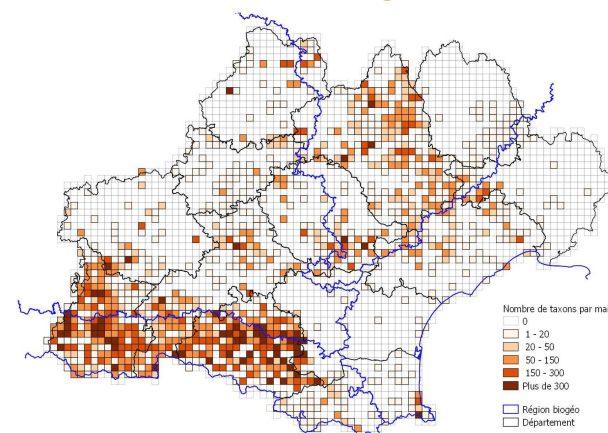 Nombre de taxons par mai
0
1 - 20
20 - 50
50 - 150
150 - 300
Plus de 300
Région biogéo
Département